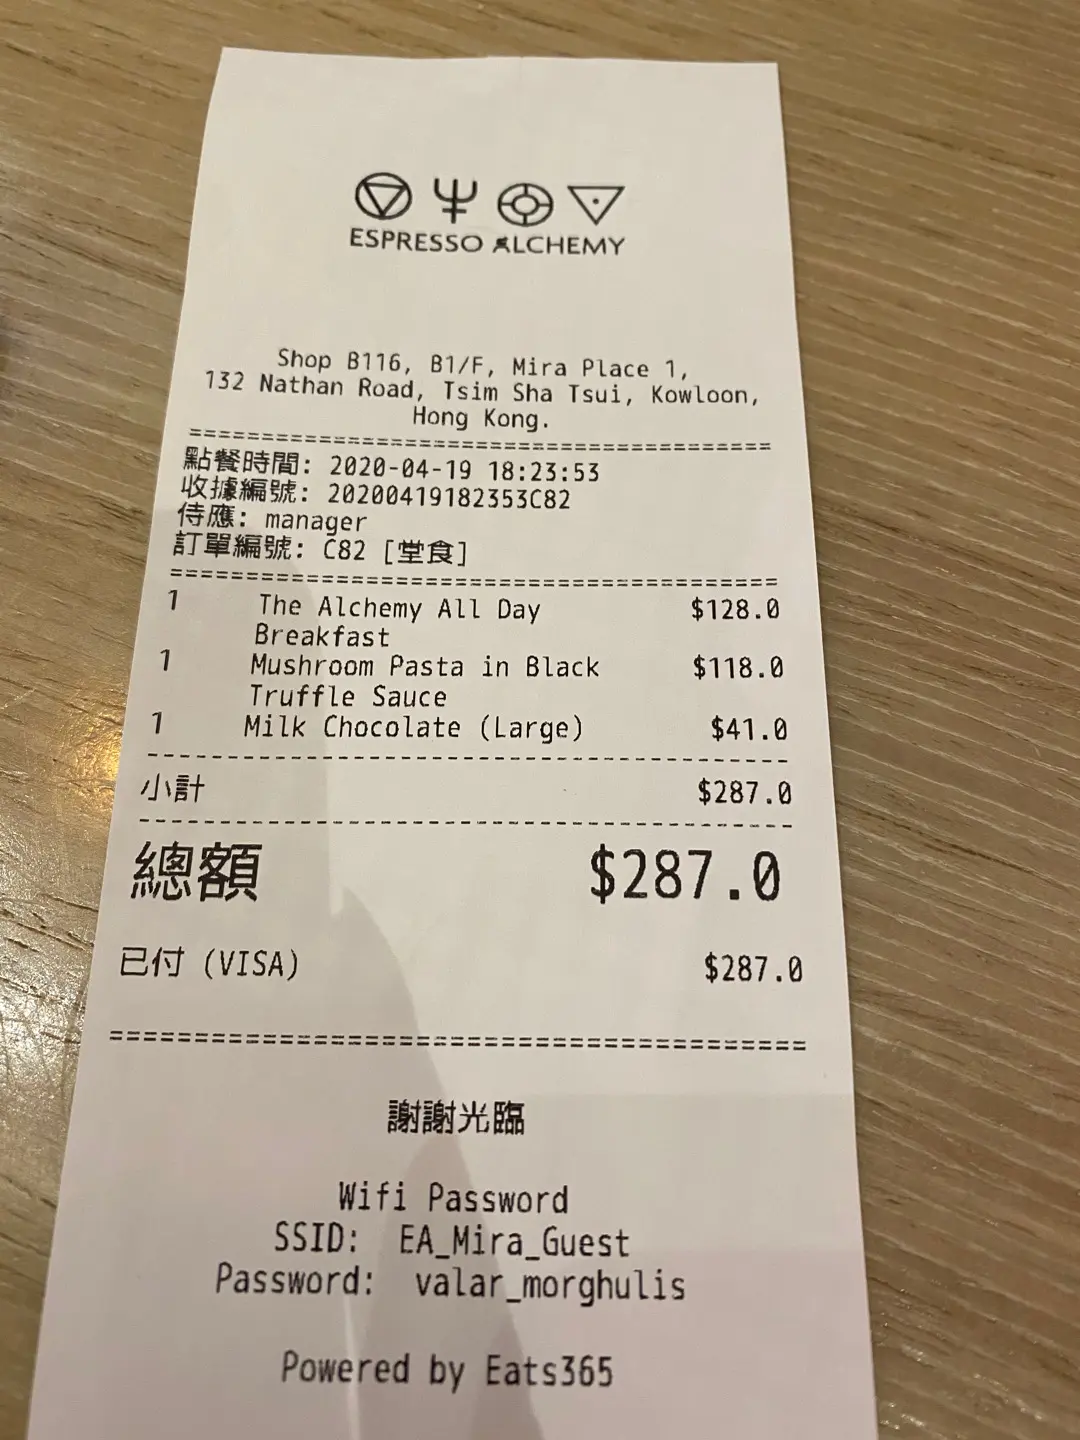 ESPRESSO ALCHEMY
Shop B116, B1/F, Mira Place 1,
132 Nathan Road, Tsim Sha Tsui, Kowloon,
Hong Kong.
========================================
點餐時間: 2020-04-19 18:23:53
收據編號: 20200419182353C82
侍應: manager
訂單編號: C82 [堂食]
========================================
1 The Alchemy All Day $128.0
Breakfast
1 Mushroom Pasta in Black $118.0
Truffle Sauce
1 Milk Chocolate (Large) $41.0
----------------------------------------
小計 $287.0
----------------------------------------
總額 $287.0
已付 (VISA) $287.0
========================================
謝謝光臨
Wifi Password
SSID: EA_Mira_Guest
Password: valar_morghulis
Powered by Eats365